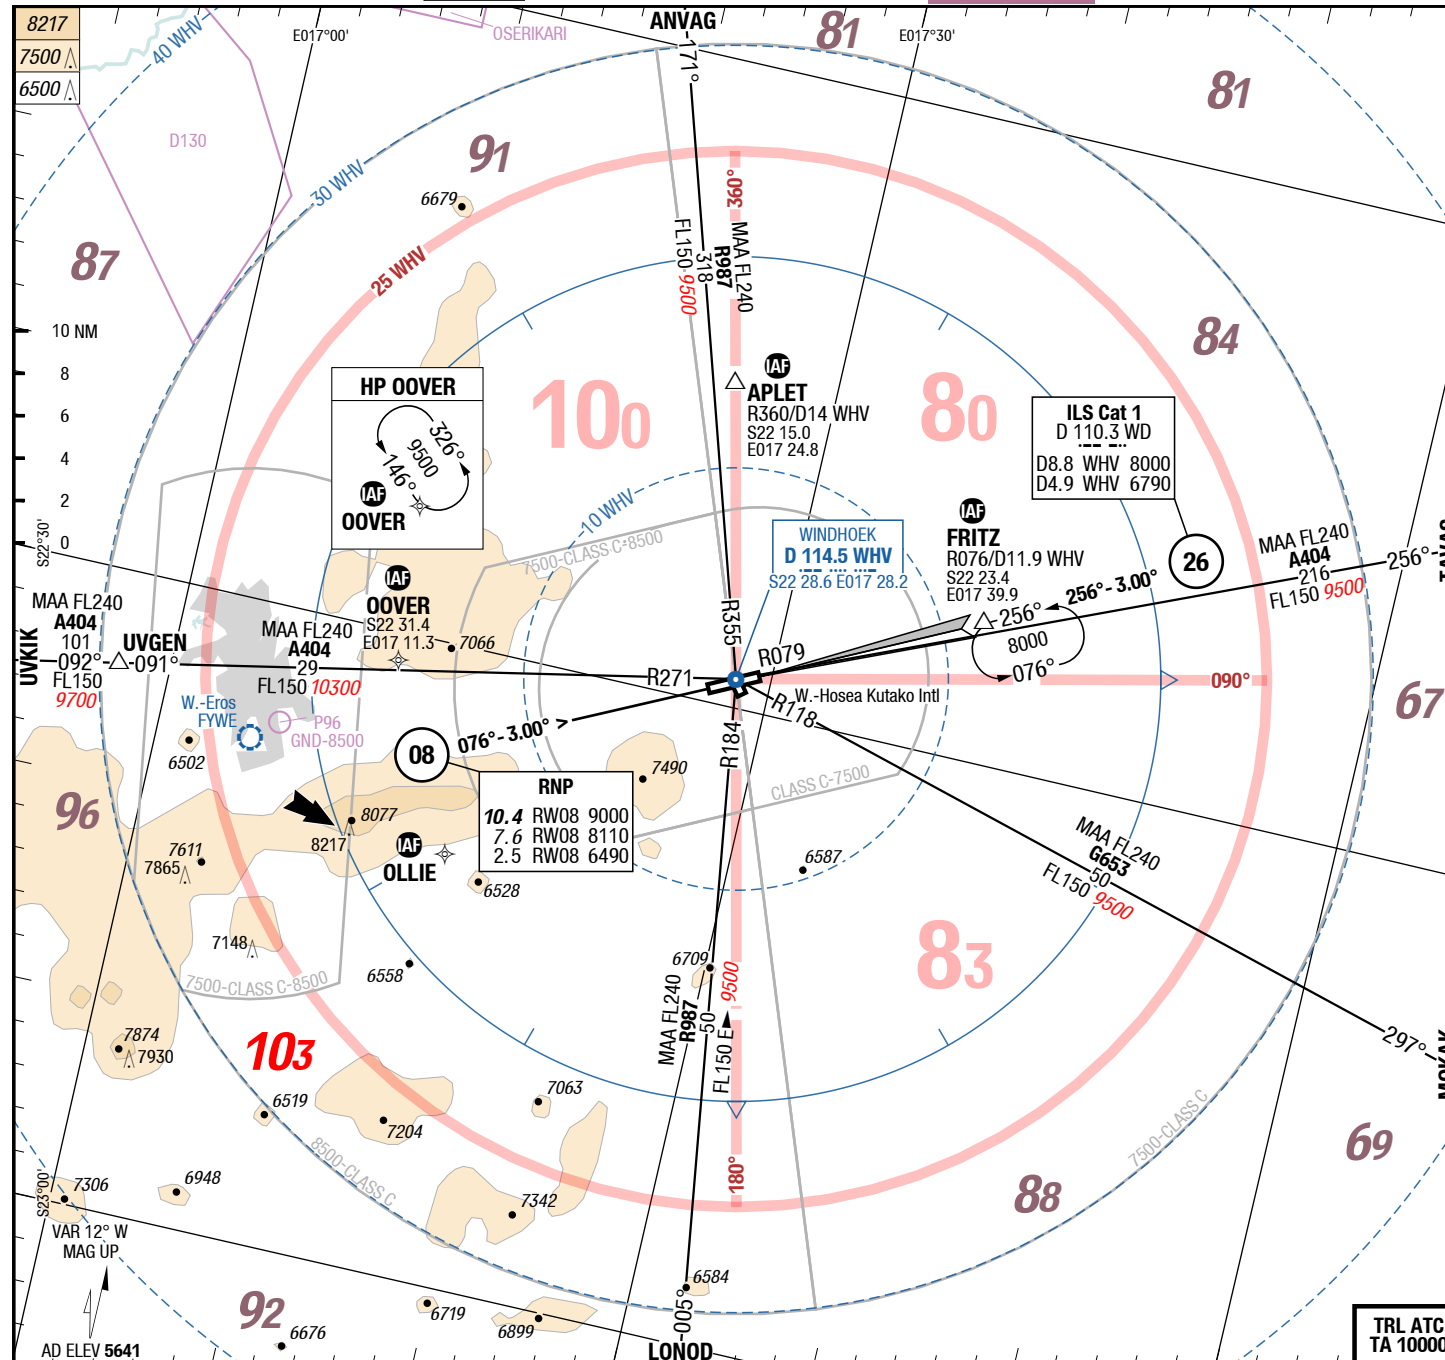 8217
7500
6500
40 WHV
E017°00'
OSERIKARI
ANVAG
171°
81
E017°30'
81
D130
91
30 WHV
6679
87
25 WHV
360°
MAA FL240
R987
318
FL150 9500
84
10 NM
8
6
4
2
0
S22°30'
HP OOVER
326°
9500
146°
IAF
OOVER
100
IAF
APLET
R360/D14 WHV
S22 15.0
E017 24.8
80
ILS Cat 1
D 110.3 WD
D8.8 WHV 8000
D4.9 WHV 6790
10 WHV
7500-CLASS C-8500
WINDHOEK
D 114.5 WHV
S22 28.6 E017 28.2
IAF
FRITZ
R076/D11.9 WHV
S22 23.4
E017 39.9
256°
256°-3.00°
26
8000
076°
MAA FL240
A404
216
FL150 9500
256°
IAF
OOVER
S22 31.4
E017 11.3
7066
MAA FL240
A404
101
092°
FL150
9700
UVKIK
UVGEN
091°
MAA FL240
A404
29
FL150 10300
R355
R271
R079
R118
R184
W.-Hosea Kutako Intl
090°
67
W.-Eros
FYWE
P96
GND-8500
6502
076°-3.00° >
08
RNP
10.4 RW08 9000
7.6 RW08 8110
2.5 RW08 6490
7490
CLASS C-7500
96
8077
8217
IAF
OLLIE
7611
7865
6528
6587
MAA FL240
G653
50
FL150 9500
7148
7500-CLASS C-8500
6558
6709
9500
MAA FL240
R987
50
FL150 E
83
7874
7930
103
297°
MOKAK
6519
7204
7063
8500-CLASS C
7500-CLASS C
69
S23°00'
7306
6948
7342
180°
88
VAR 12° W
MAG UP
AD ELEV 5641
92
6676
6719
6899
6584
005°
LONOD
TRL ATC
TA 10000